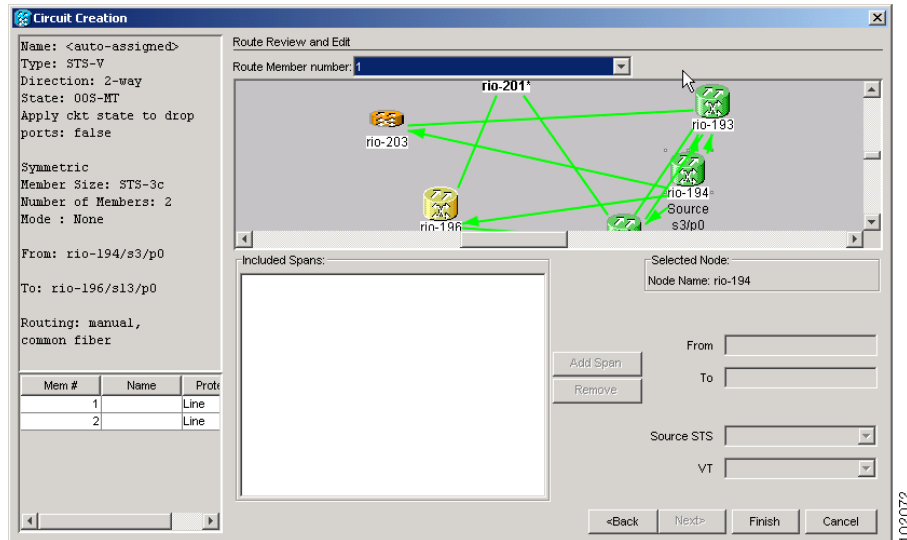 Circuit Creation
Name: <auto-assigned>
Type: STS-V
Direction: 2-way
State: OOS-MT
Apply ckt state to drop
ports: false
Symmetric
Member Size: STS-3c
Number of Members: 2
Mode : None
From: rio-194/s3/p0
To: rio-196/s13/p0
Routing: manual,
common fiber
Mem # Name Prote
1 Line
2 Line
Route Review and Edit
Route Member number: 1
rio-201*
rio-203
rio-193
rio-194
Source
s3/p0
rio-196
Included Spans:
Selected Node:
Node Name: rio-194
Add Span
Remove
From
To
Source STS
VT
<Back Next> Finish Cancel
102072